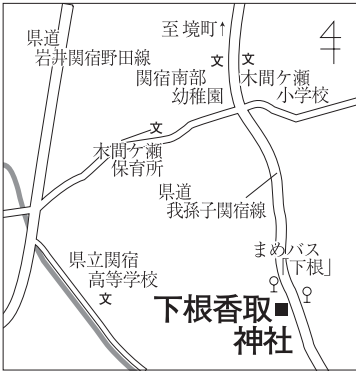 県道
岩井関宿野田線
至境町↑
関宿南部
幼稚園
木間ケ瀬
小学校
文
文
文
木間ケ瀬
保育所
県道
我孫子関宿線
まめバス
「下根」
県立関宿
高等学校
文
下根香取
神社